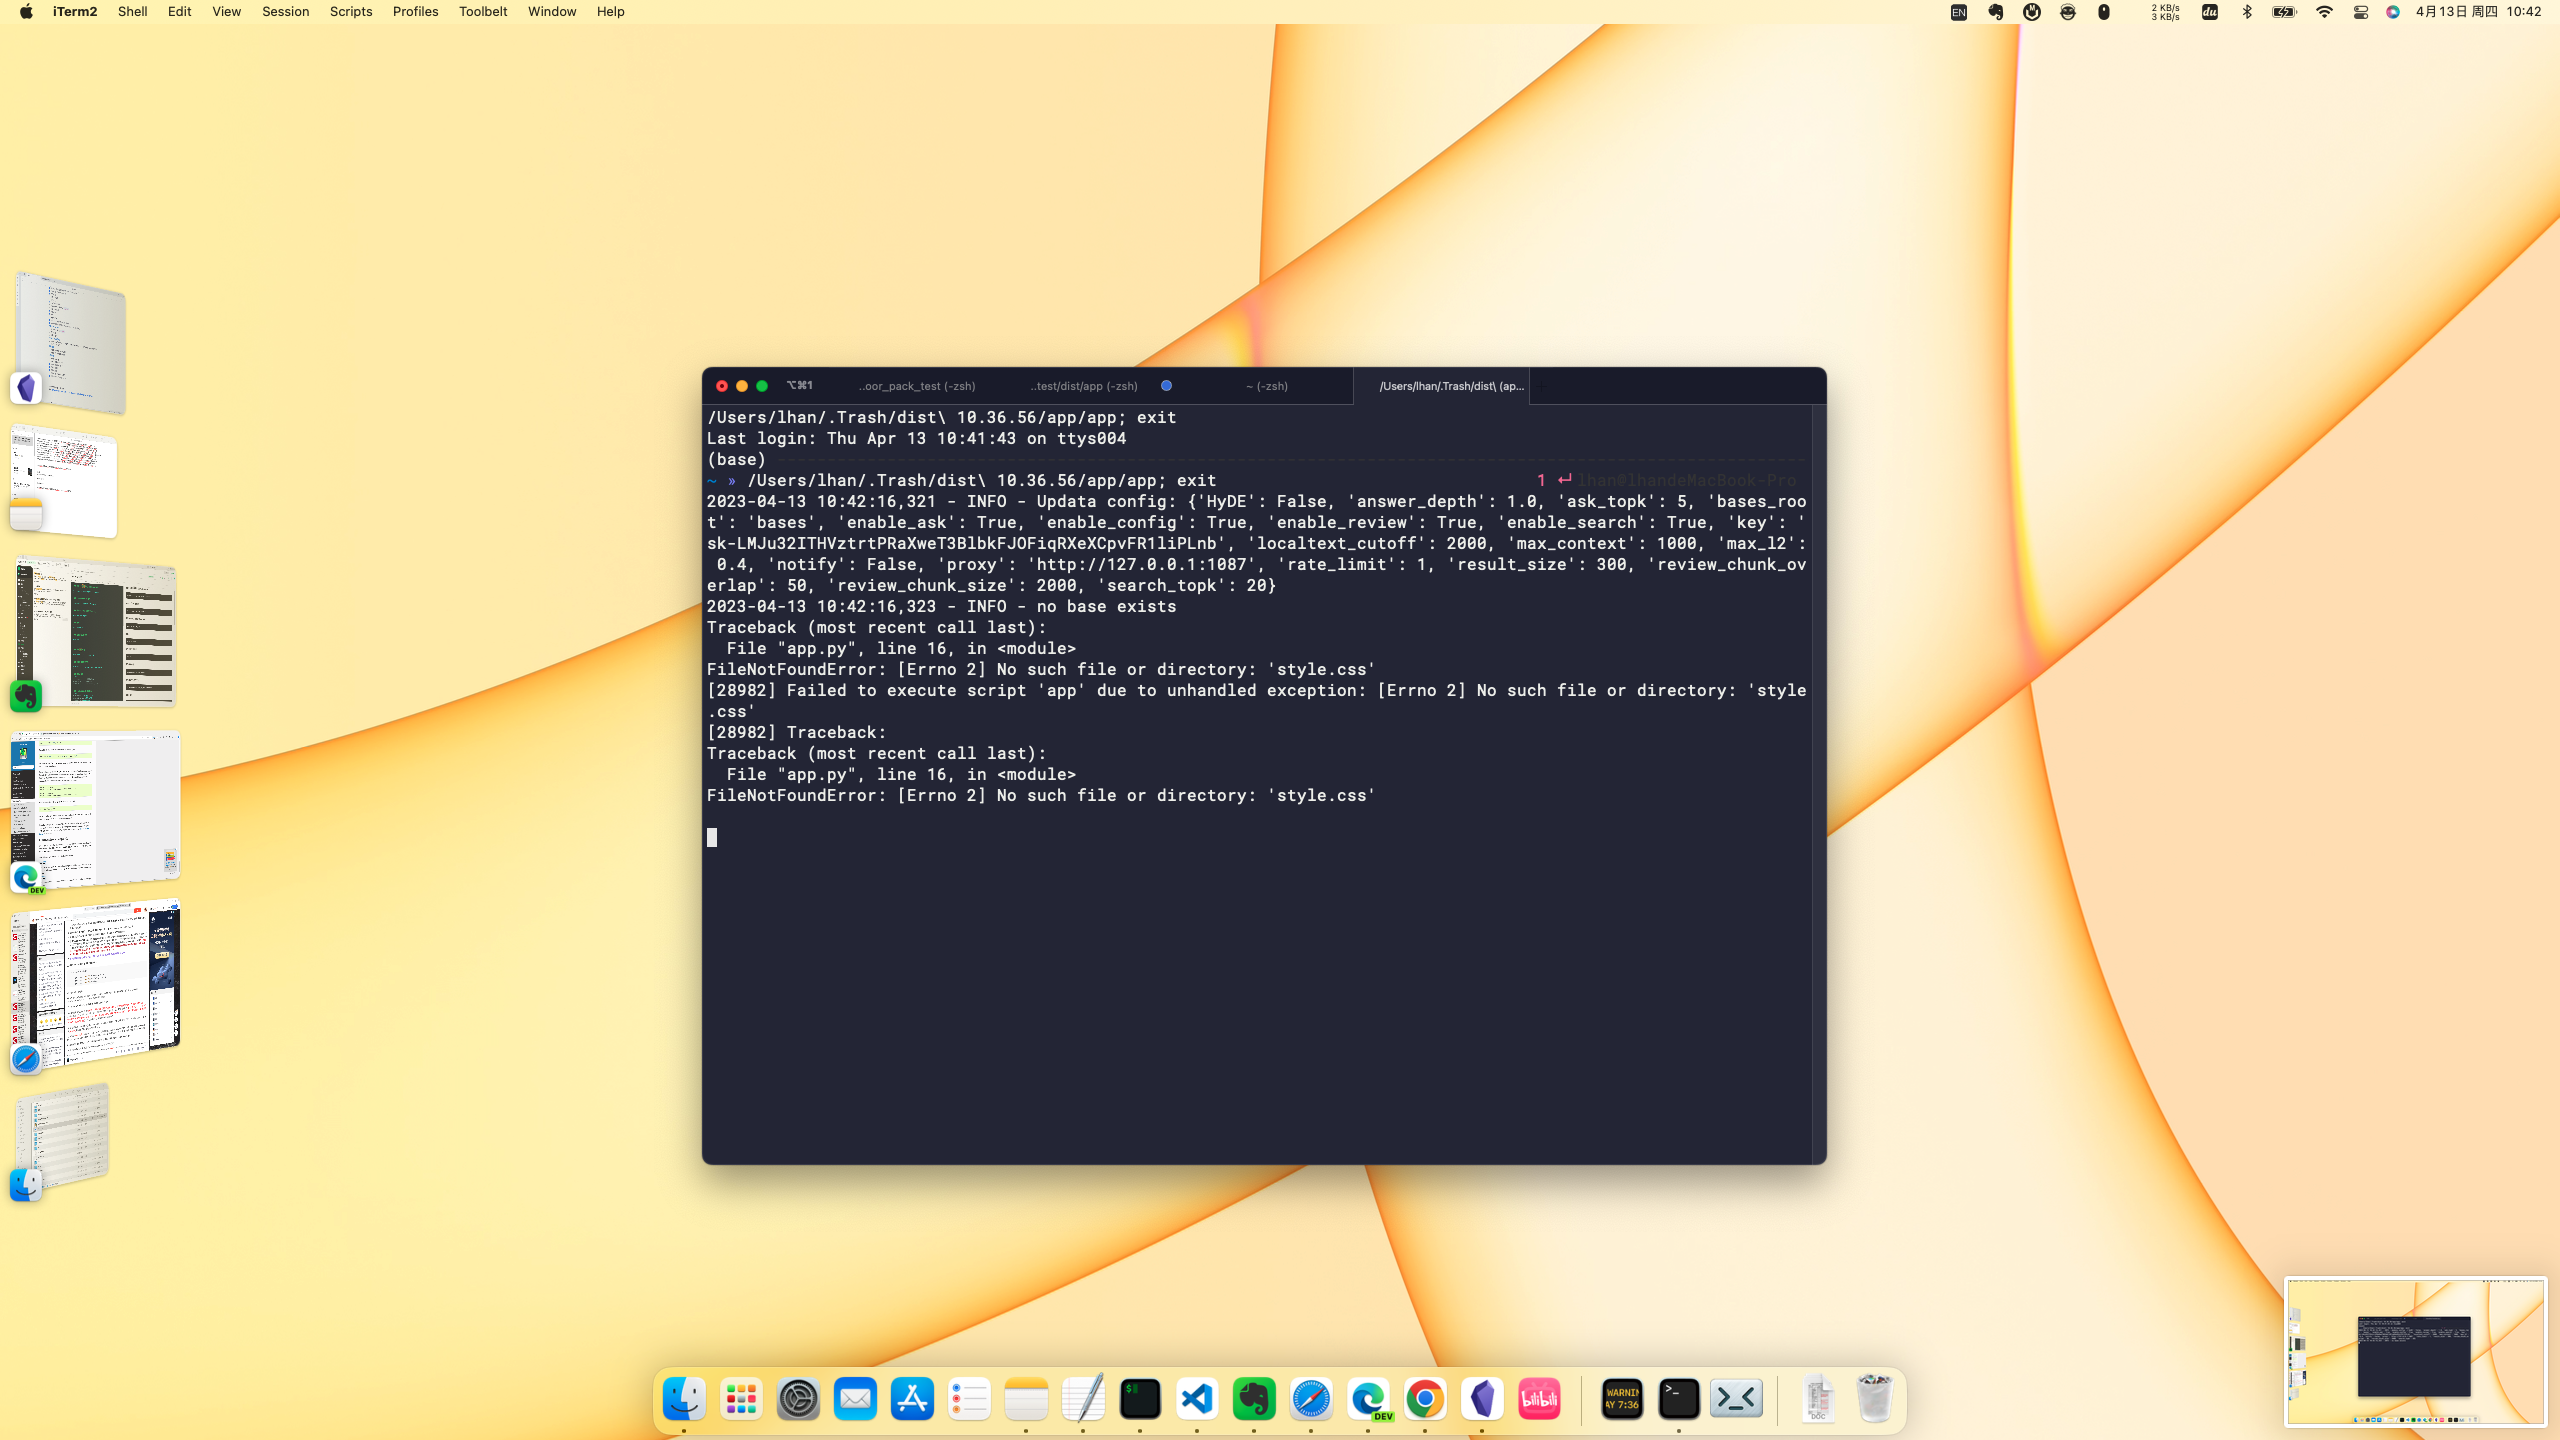 iTerm2 Shell Edit View Session Scripts Profiles Toolbelt Window Help
EN
2 KB/s
3 KB/s
du
4月13日 周四 10:42
⌥⌘1 ..oor_pack_test (-zsh) ..test/dist/app (-zsh) ~ (-zsh) /Users/lhan/.Trash/dist\ (ap...
/Users/lhan/.Trash/dist\ 10.36.56/app/app; exit
Last login: Thu Apr 13 10:41:43 on ttys004
(base)
~ » /Users/lhan/.Trash/dist\ 10.36.56/app/app; exit 1 ↵ lhan@lhandeMacBook-Pro
2023-04-13 10:42:16,321 - INFO - Updata config: {'HyDE': False, 'answer_depth': 1.0, 'ask_topk': 5, 'bases_roo
t': 'bases', 'enable_ask': True, 'enable_config': True, 'enable_review': True, 'enable_search': True, 'key': '
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', 'localtext_cutoff': 2000, 'max_context': 1000, 'max_l2':
0.4, 'notify': False, 'proxy': 'http://127.0.0.1:1087', 'rate_limit': 1, 'result_size': 300, 'review_chunk_ov
erlap': 50, 'review_chunk_size': 2000, 'search_topk': 20}
2023-04-13 10:42:16,323 - INFO - no base exists
Traceback (most recent call last):
File "app.py", line 16, in <module>
FileNotFoundError: [Errno 2] No such file or directory: 'style.css'
[28982] Failed to execute script 'app' due to unhandled exception: [Errno 2] No such file or directory: 'style
.css'
[28982] Traceback:
Traceback (most recent call last):
File "app.py", line 16, in <module>
FileNotFoundError: [Errno 2] No such file or directory: 'style.css'
DEV
DEV
bilibili
WARNIN
AY 7:36
DOC